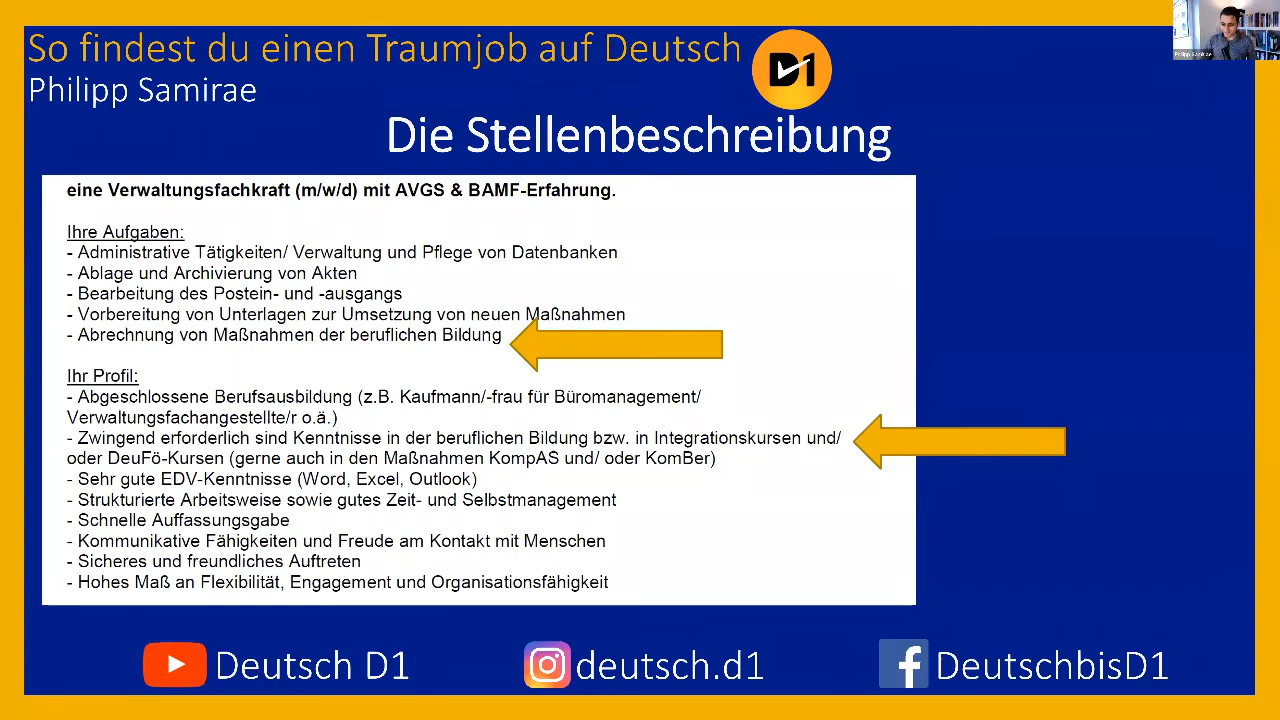 So findest du einen Traumjob auf Deutsch
D1
Philipp Samirae
Philipp Samirae
Die Stellenbeschreibung
eine Verwaltungsfachkraft (m/w/d) mit AVGS & BAMF-Erfahrung.
Ihre Aufgaben:
- Administrative Tätigkeiten/ Verwaltung und Pflege von Datenbanken
- Ablage und Archivierung von Akten
- Bearbeitung des Postein- und -ausgangs
- Vorbereitung von Unterlagen zur Umsetzung von neuen Maßnahmen
- Abrechnung von Maßnahmen der beruflichen Bildung
Ihr Profil:
- Abgeschlossene Berufsausbildung (z.B. Kaufmann/-frau für Büromanagement/
Verwaltungsfachangestellte/r o.ä.)
- Zwingend erforderlich sind Kenntnisse in der beruflichen Bildung bzw. in Integrationskursen und/
oder DeuFö-Kursen (gerne auch in den Maßnahmen KompAS und/ oder KomBer)
- Sehr gute EDV-Kenntnisse (Word, Excel, Outlook)
- Strukturierte Arbeitsweise sowie gutes Zeit- und Selbstmanagement
- Schnelle Auffassungsgabe
- Kommunikative Fähigkeiten und Freude am Kontakt mit Menschen
- Sicheres und freundliches Auftreten
- Hohes Maß an Flexibilität, Engagement und Organisationsfähigkeit
Deutsch D1
deutsch.d1
f DeutschbisD1